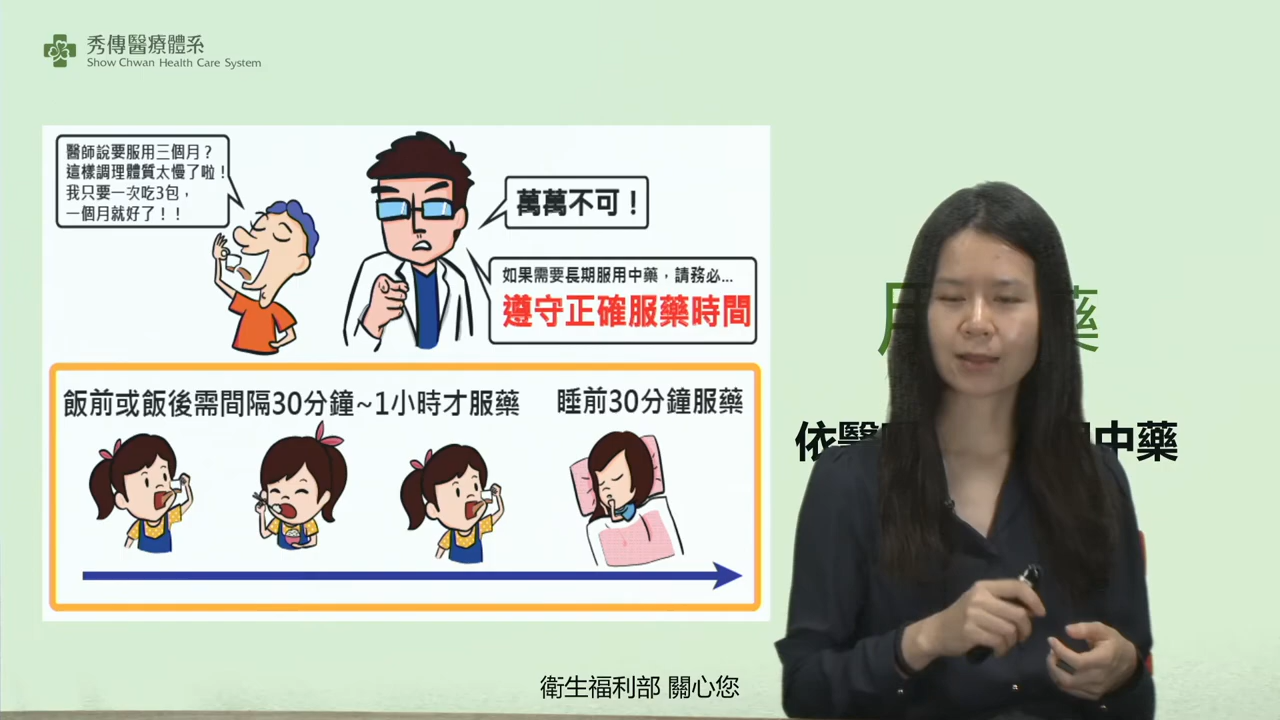 秀傳醫療體系
Show Chwan Health Care System
醫師說要服用三個月？
這樣調理體質太慢了啦！
我只要一次吃3包，
一個月就好了！！
萬萬不可！
如果需要長期服用中藥，請務必...
遵守正確服藥時間
飯前或飯後需間隔30分鐘~1小時才服藥
睡前30分鐘服藥
藥
依醫
中藥
衛生福利部 關心您